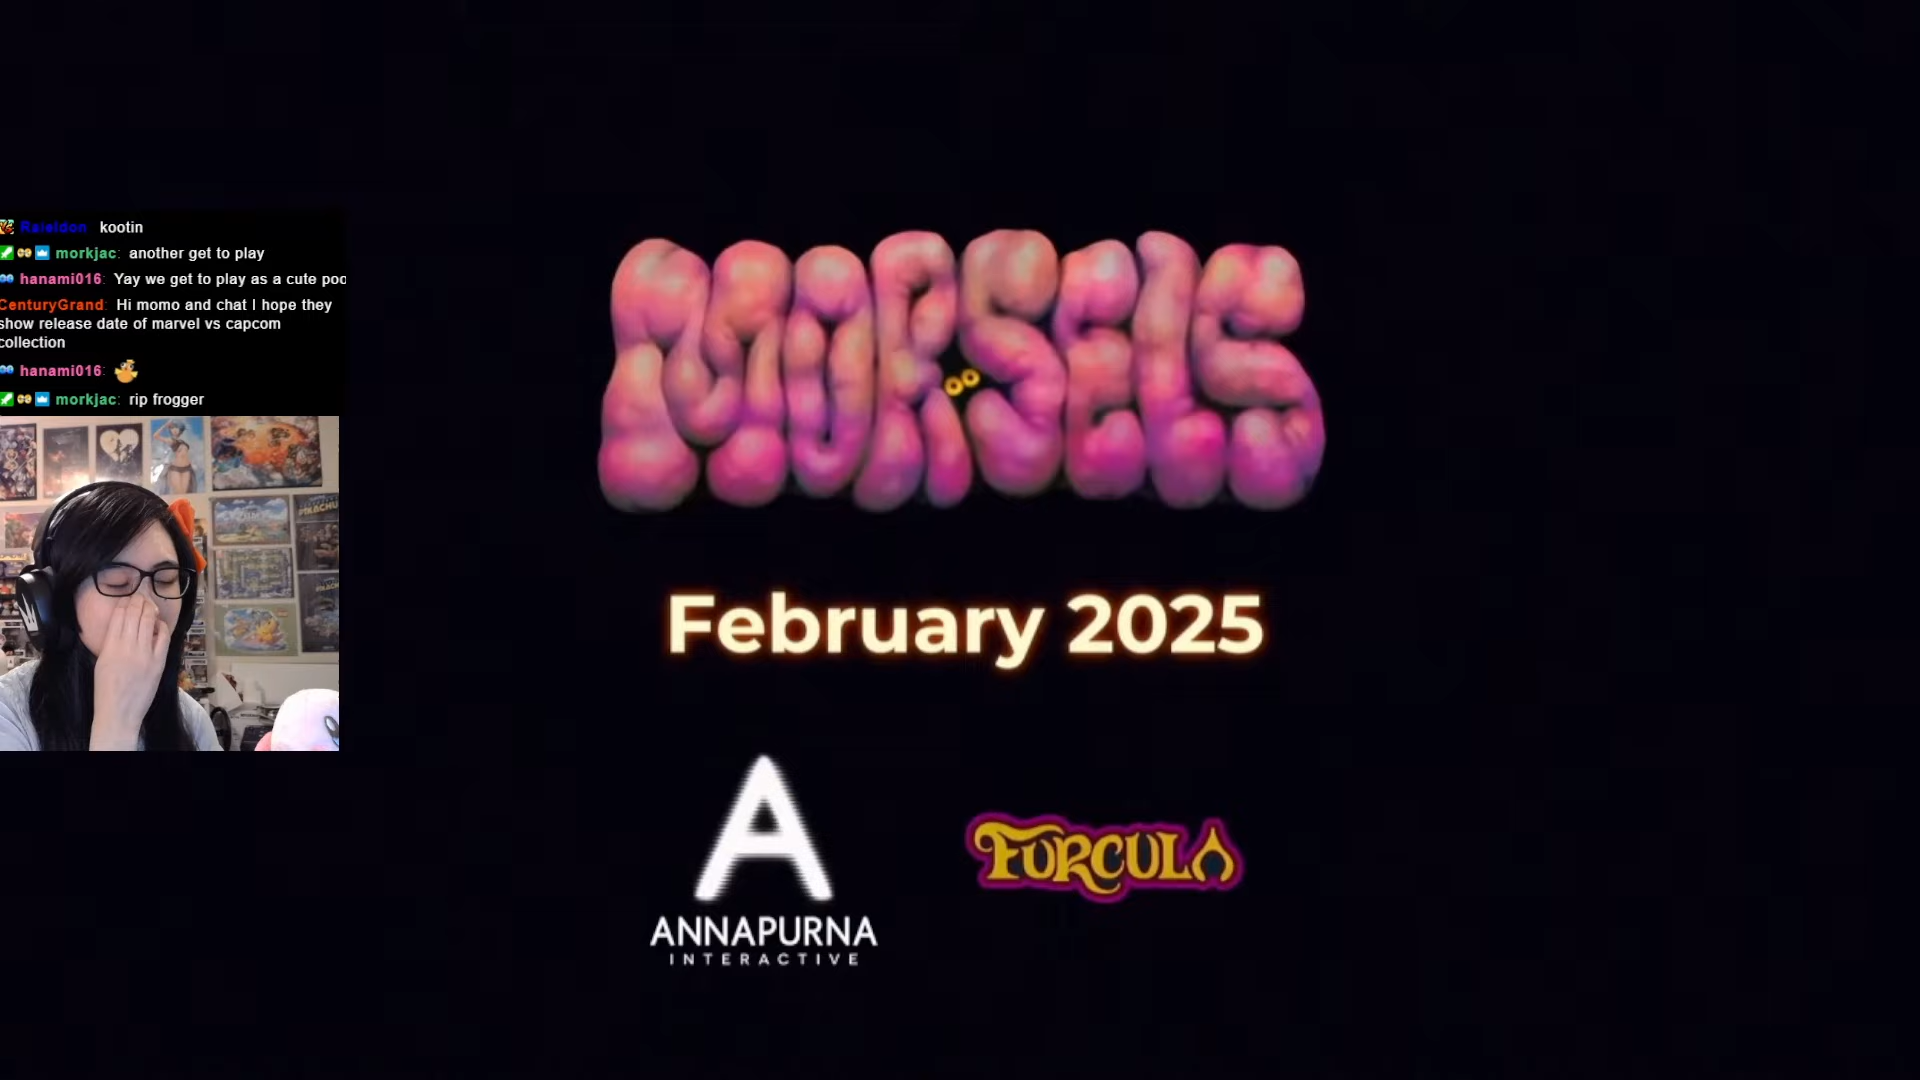 Raieldon: kootin
morkjac: another get to play
hanami016: Yay we get to play as a cute poo
CenturyGrand: Hi momo and chat I hope they
show release date of marvel vs capcom
collection
hanami016:
morkjac: rip frogger
MORSELS
February 2025
A
ANNAPURNA
INTERACTIVE
FURCULA